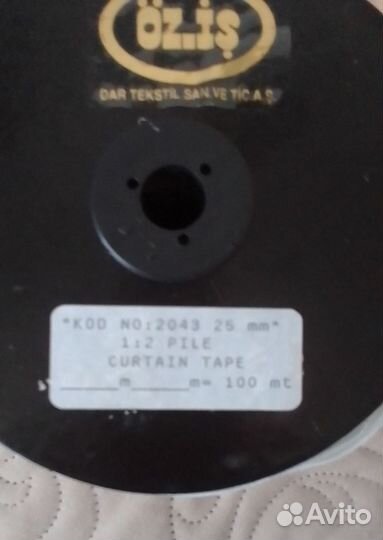 ÖZ.İŞ
DAR TEKSTİL SAN.VE TİC.A.Ş.
*KOD NO:2043 25 mm*
1:2 PILE
CURTAIN TAPE
_____m_____m= 100 mt
Avito